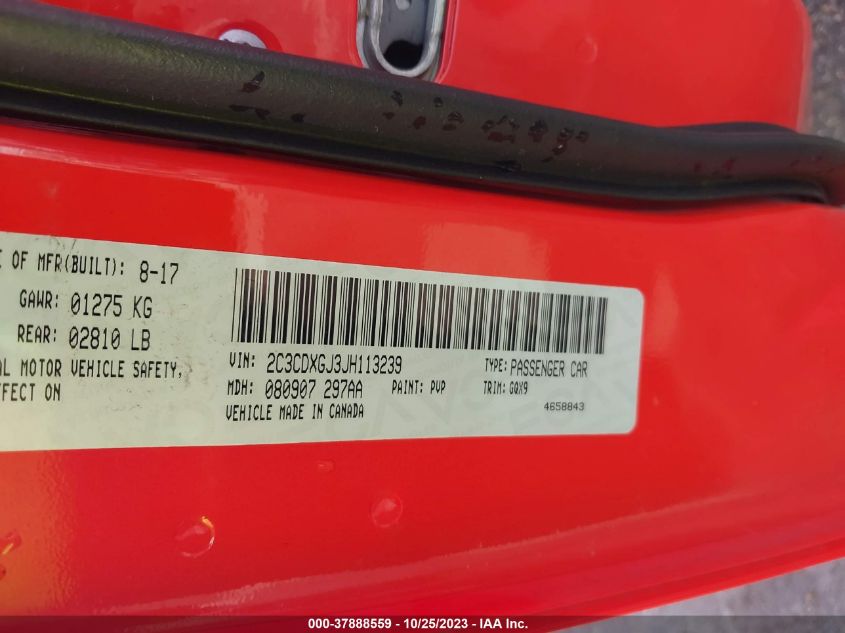 E OF MFR(BUILT): 8-17
GAWR: 01275 KG
REAR: 02810 LB
AL MOTOR VEHICLE SAFETY,
FFECT ON
VIN: 2C3CDXGJ3JH113239 TYPE: PASSENGER CAR
MDH: 080907 297AA PAINT: PVP TRIM: GQX9
VEHICLE MADE IN CANADA 4658843
000-37888559 - 10/25/2023 - IAA Inc.